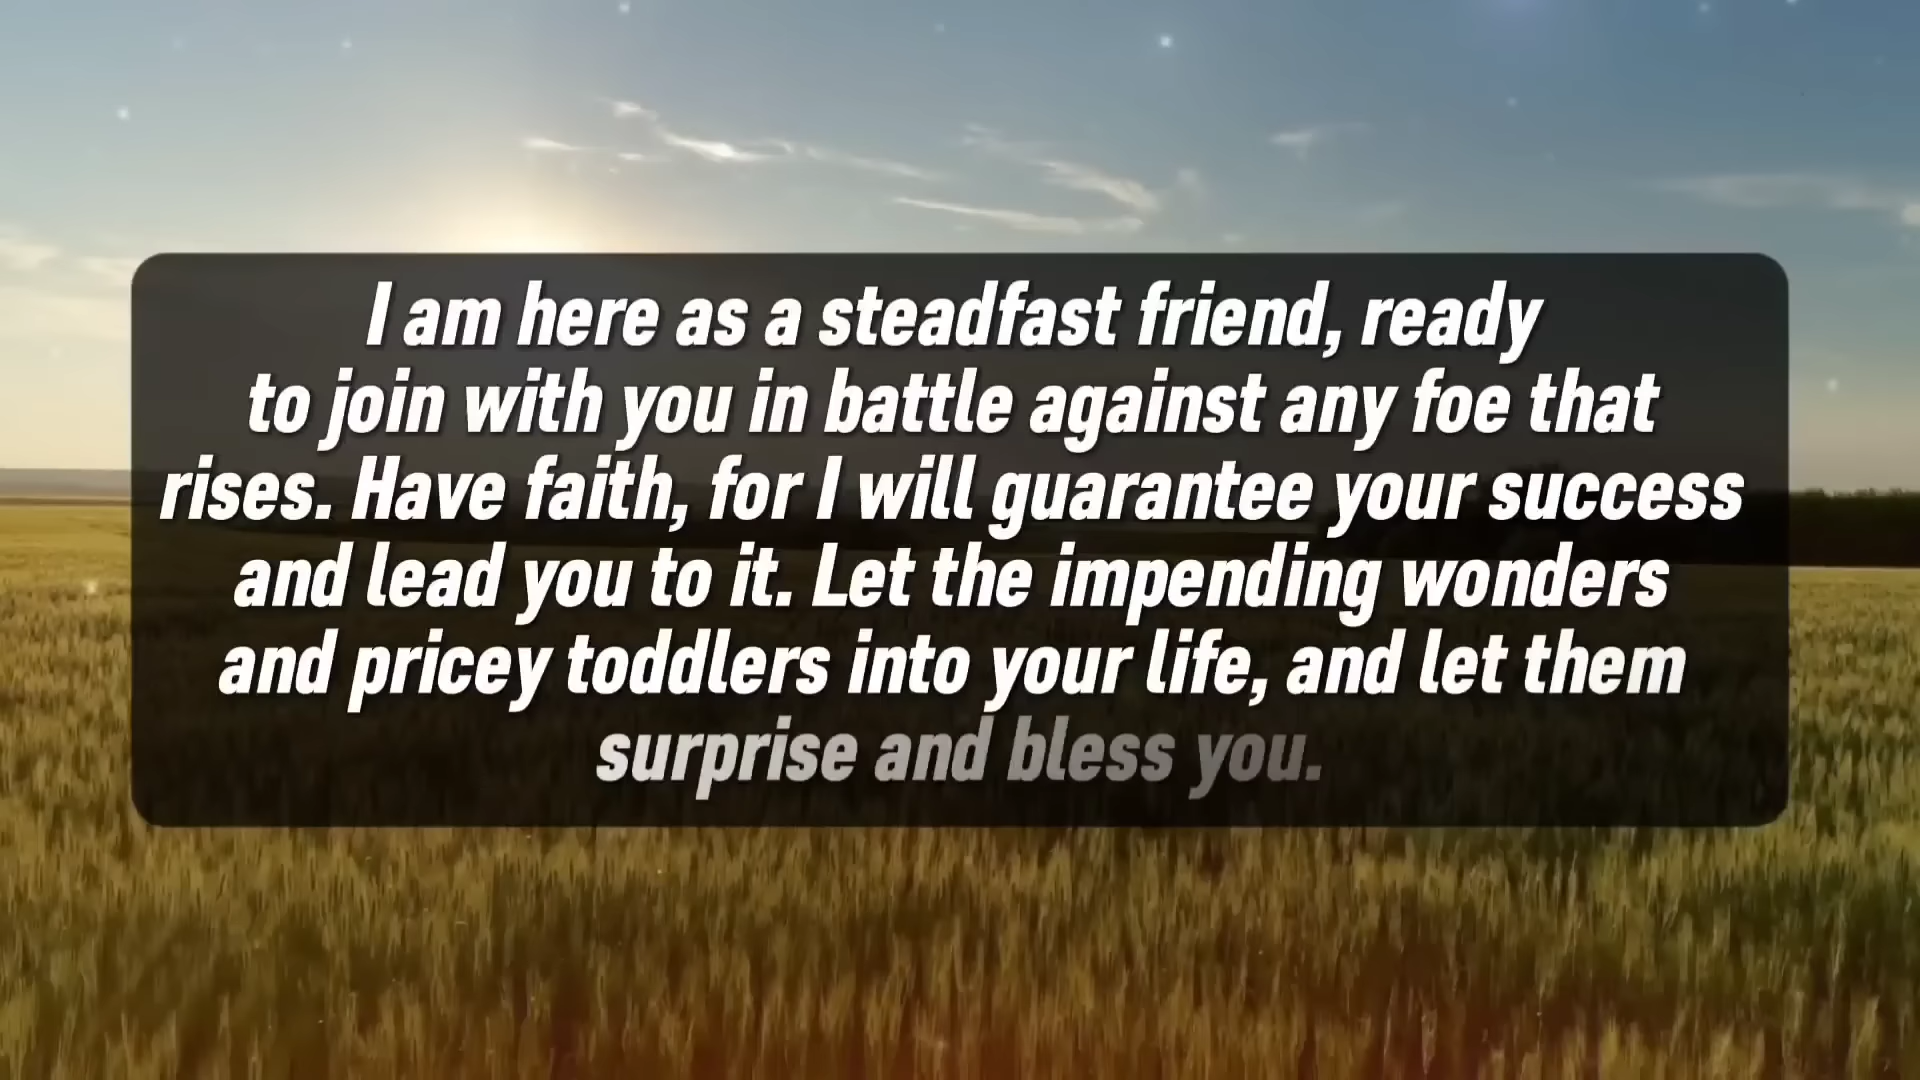 I am here as a steadfast friend, ready
to join with you in battle against any foe that
rises. Have faith, for I will guarantee your success
and lead you to it. Let the impending wonders
and pricey toddlers into your life, and let them
surprise and bless you.